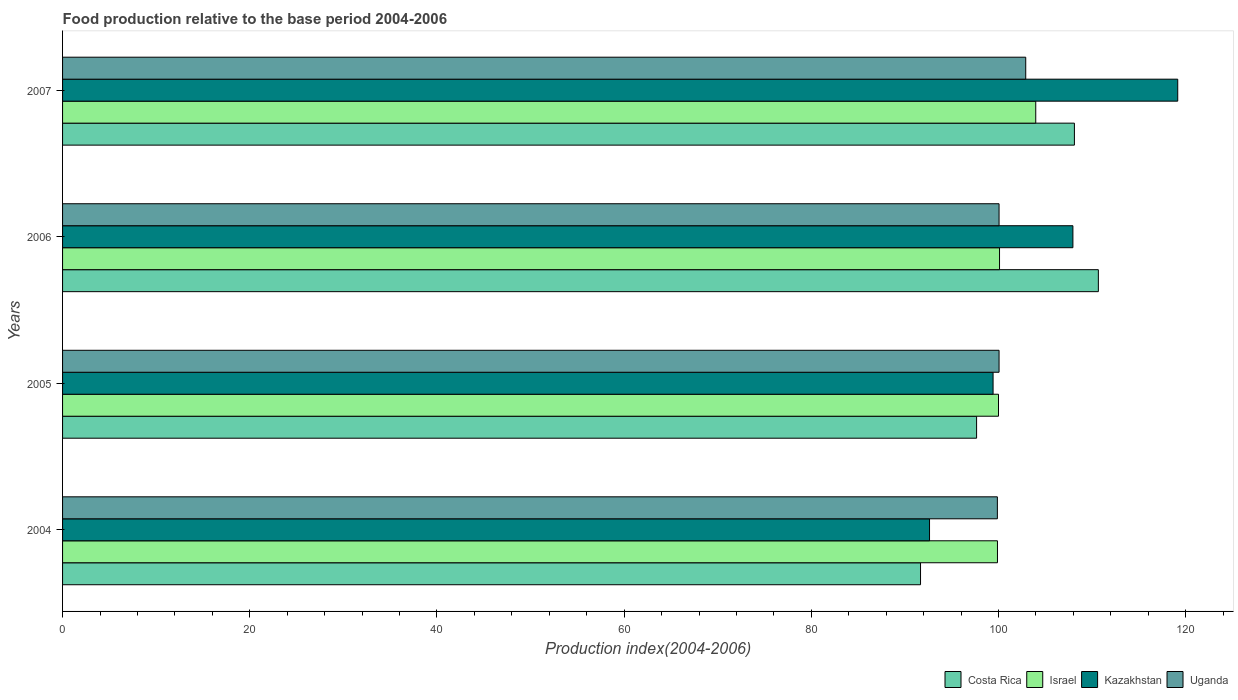 Food production relative to the base period 2004-2006
2007
2006
2005
2004
Years
0
20
40
60
80
100
120
Production index(2004-2006)
Costa Rica
Israel
Kazakhstan
Uganda